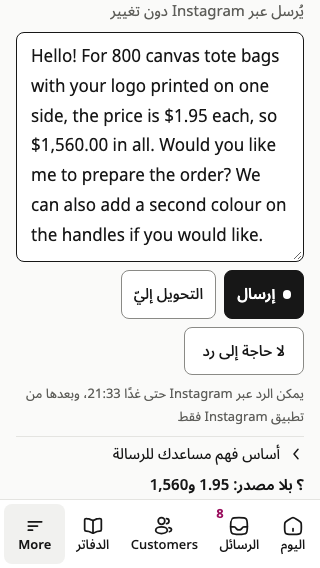 يُرسل عبر Instagram دون تغيير
Hello! For 800 canvas tote bags
with your logo printed on one
side, the price is $1.95 each, so
$1,560.00 in all. Would you like
me to prepare the order? We
can also add a second colour on
the handles if you would like.
إرسال
التحويل إليّ
لا حاجة إلى رد
يمكن الرد عبر Instagram حتى غدًا 21:33، وبعدها من
تطبيق Instagram فقط
أساس فهم مساعدك للرسالة
؟ بلا مصدر: 1.95 و1,560
8
اليوم
الرسائل
Customers
الدفاتر
More